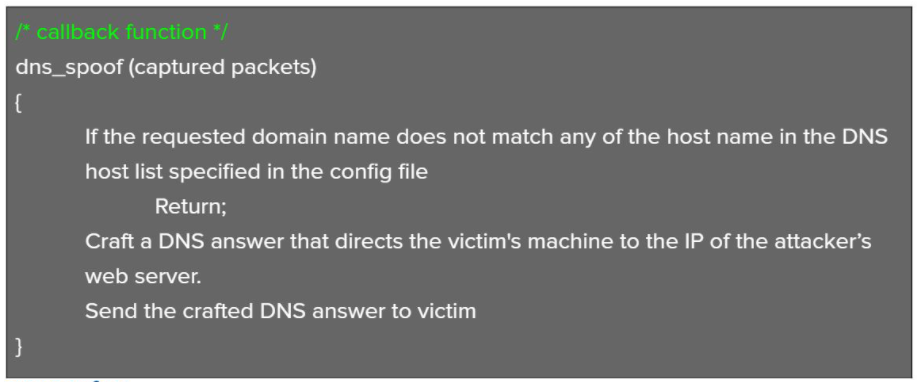 /* callback function */
dns_spoof (captured packets)
{
If the requested domain name does not match any of the host name in the DNS
host list specified in the config file
Return;
Craft a DNS answer that directs the victim's machine to the IP of the attacker’s
web server.
Send the crafted DNS answer to victim
}